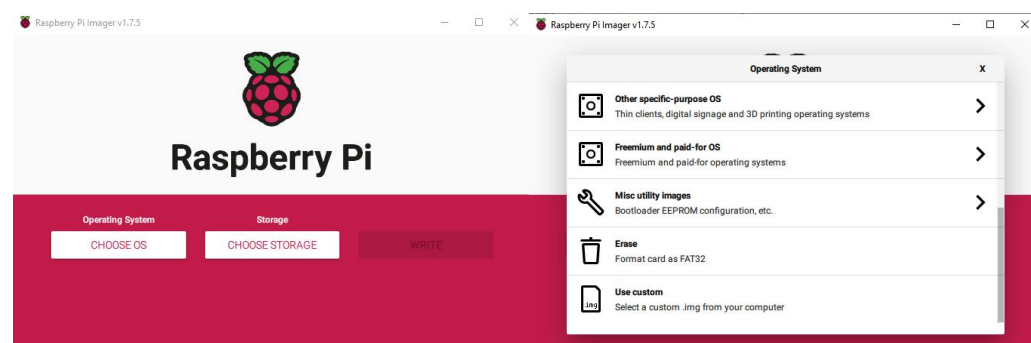 Raspberry Pi Imager v1.7.5
Raspberry Pi
Operating System
Storage
CHOOSE OS
CHOOSE STORAGE
WRITE
Raspberry Pi Imager v1.7.5
Operating System
X
Other specific-purpose OS
Thin clients, digital signage and 3D printing operating systems
Freemium and paid-for OS
Freemium and paid-for operating systems
Misc utility images
Bootloader EEPROM configuration, etc.
Erase
Format card as FAT32
.img
Use custom
Select a custom .img from your computer